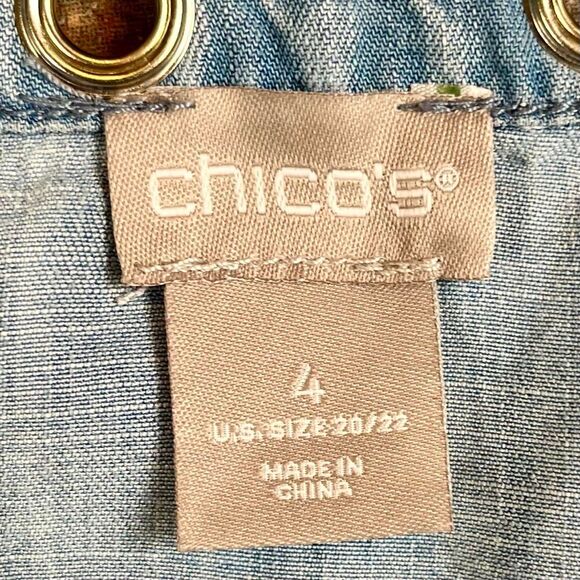 chico's®
4
U.S. SIZE 20/22
MADE IN
CHINA